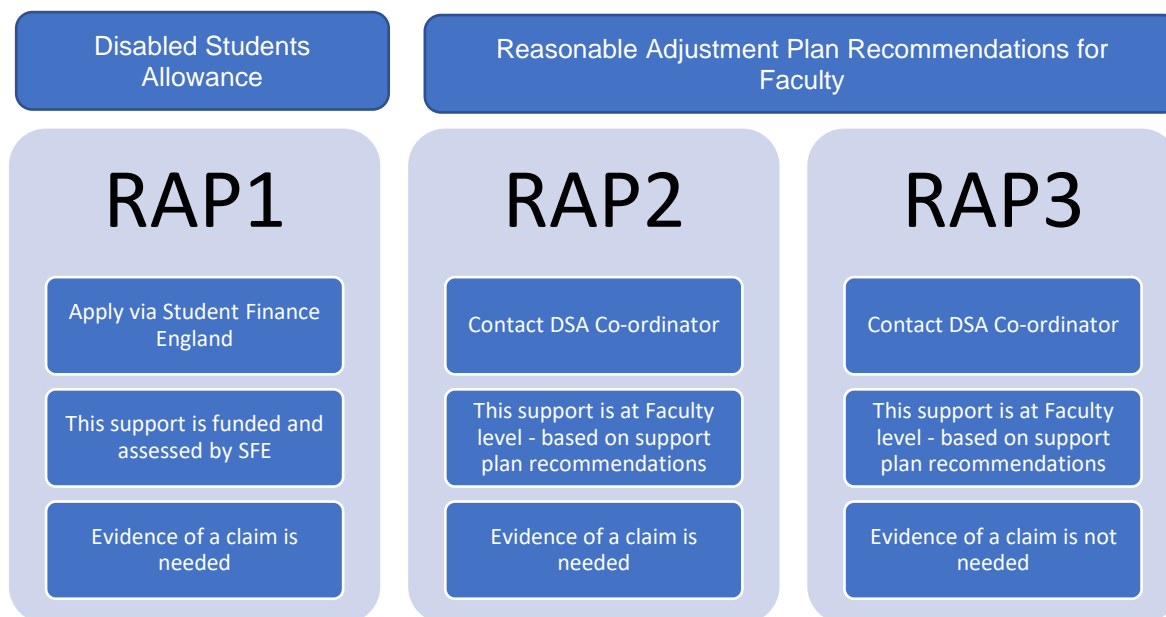 Disabled Students
Allowance
Reasonable Adjustment Plan Recommendations for
Faculty
RAP1
Apply via Student Finance
England
This support is funded and
assessed by SFE
Evidence of a claim is
needed
RAP2
Contact DSA Co-ordinator
This support is at Faculty
level - based on support
plan recommendations
Evidence of a claim is
needed
RAP3
Contact DSA Co-ordinator
This support is at Faculty
level - based on support
plan recommendations
Evidence of a claim is not
needed